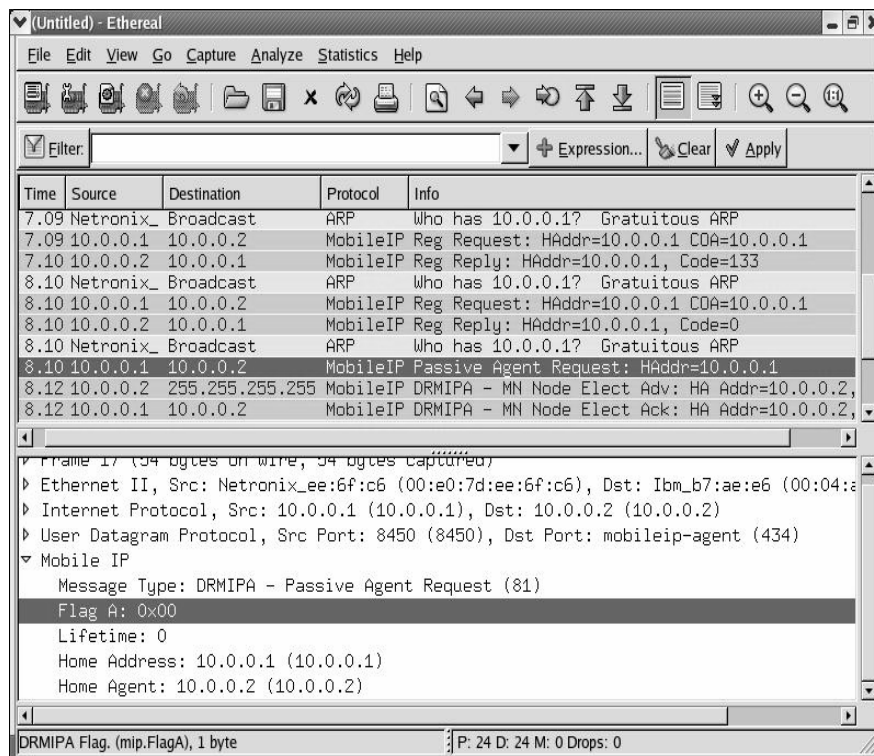 (Untitled) - Ethereal
File Edit View Go Capture Analyze Statistics Help
Filter: Expression... Clear Apply
Time Source Destination Protocol Info
7.09 Netronix_ Broadcast ARP Who has 10.0.0.1? Gratuitous ARP
7.09 10.0.0.1 10.0.0.2 MobileIP Reg Request: HAddr=10.0.0.1 COA=10.0.0.1
7.10 10.0.0.2 10.0.0.1 MobileIP Reg Reply: HAddr=10.0.0.1, Code=133
8.10 Netronix_ Broadcast ARP Who has 10.0.0.1? Gratuitous ARP
8.10 10.0.0.1 10.0.0.2 MobileIP Reg Request: HAddr=10.0.0.1 COA=10.0.0.1
8.10 10.0.0.2 10.0.0.1 MobileIP Reg Reply: HAddr=10.0.0.1, Code=0
8.10 Netronix_ Broadcast ARP Who has 10.0.0.1? Gratuitous ARP
8.10 10.0.0.1 10.0.0.2 MobileIP Passive Agent Request: HAddr=10.0.0.1
8.12 10.0.0.2 255.255.255.255 MobileIP DRMIPA - MN Node Elect Adv: HA Addr=10.0.0.2,
8.12 10.0.0.1 10.0.0.2 MobileIP DRMIPA - MN Node Elect Ack: HA Addr=10.0.0.2,
Frame 17 (54 bytes on wire, 54 bytes captured)
Ethernet II, Src: Netronix_ee:6f:c6 (00:e0:7d:ee:6f:c6), Dst: Ibm_b7:ae:e6 (00:04:a
Internet Protocol, Src: 10.0.0.1 (10.0.0.1), Dst: 10.0.0.2 (10.0.0.2)
User Datagram Protocol, Src Port: 8450 (8450), Dst Port: mobileip-agent (434)
Mobile IP
Message Type: DRMIPA - Passive Agent Request (81)
Flag A: 0x00
Lifetime: 0
Home Address: 10.0.0.1 (10.0.0.1)
Home Agent: 10.0.0.2 (10.0.0.2)
DRMIPA Flag. (mip.FlagA), 1 byte P: 24 D: 24 M: 0 Drops: 0